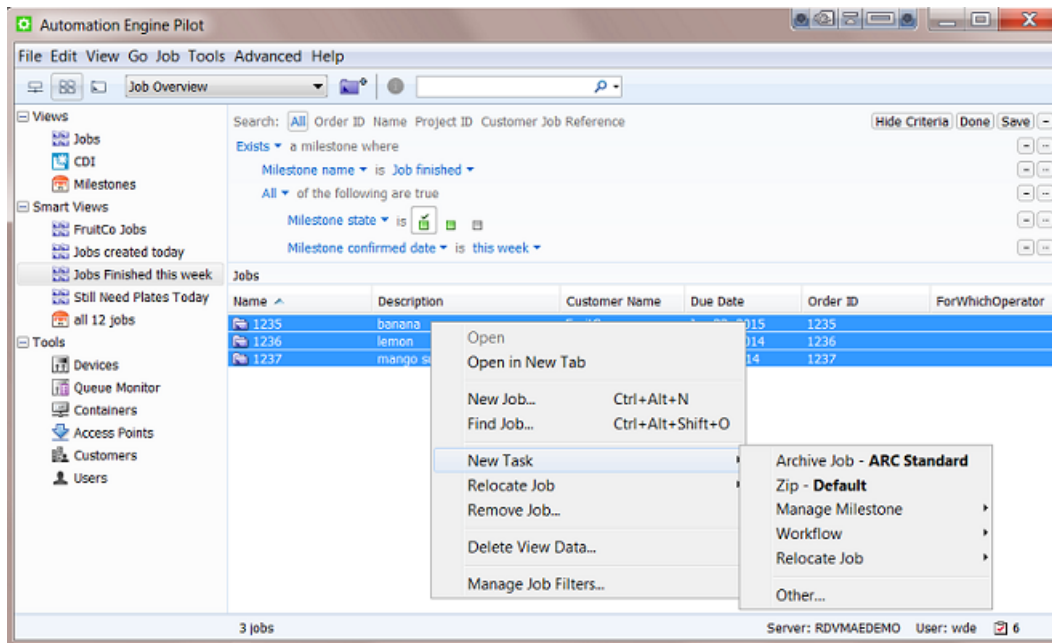 Automation Engine Pilot
File Edit View Go Job Tools Advanced Help
Job Overview
Views
Jobs
CDI
Milestones
Smart Views
FruitCo Jobs
Jobs created today
Jobs Finished this week
Still Need Plates Today
all 12 jobs
Tools
Devices
Queue Monitor
Containers
Access Points
Customers
Users
Search: All Order ID Name Project ID Customer Job Reference Hide Criteria Done Save
Exists a milestone where
Milestone name is Job finished
All of the following are true
Milestone state is
Milestone confirmed date is this week
Jobs
Name Description Customer Name Due Date Order ID ForWhichOperator
1235 banana 2015 1235
1236 lemon 1236
1237 mango 1237
Open
Open in New Tab
New Job... Ctrl+Alt+N
Find Job... Ctrl+Alt+Shift+O
New Task
Relocate Job
Remove Job...
Delete View Data...
Manage Job Filters...
Archive Job - ARC Standard
Zip - Default
Manage Milestone
Workflow
Relocate Job
Other...
3 jobs Server: RDVMAEDEMO User: wde 6